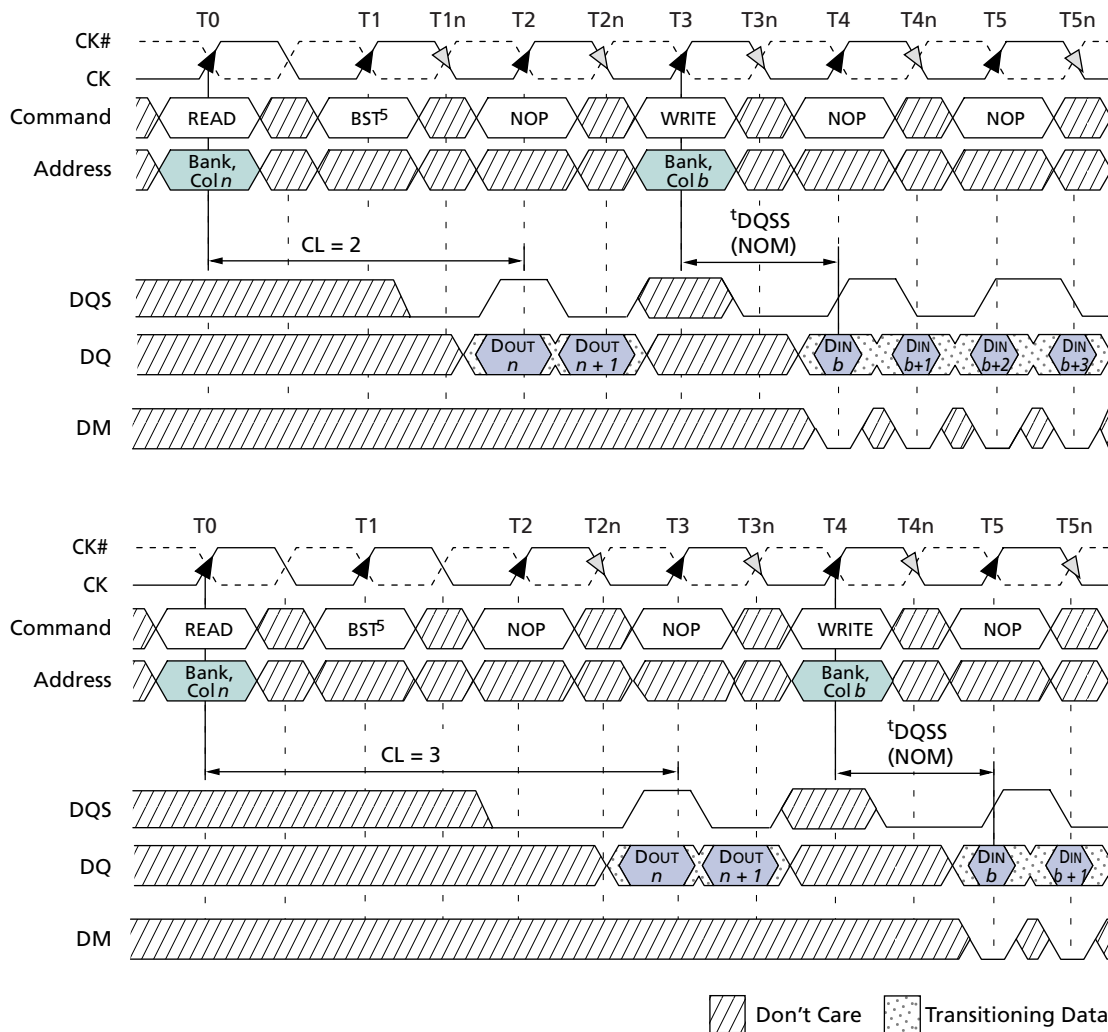 T0 T1 T1n T2 T2n T3 T3n T4 T4n T5 T5n
CK#
CK
Command READ BST5 NOP WRITE NOP NOP
Address Bank, Col n Bank, Col b
CL = 2 tDQSS (NOM)
DQS
DQ DOUT n DOUT n + 1 DIN b DIN b+1 DIN b+2 DIN b+3
DM
T0 T1 T2 T2n T3 T3n T4 T4n T5 T5n
CK#
CK
Command READ BST5 NOP NOP WRITE NOP
Address Bank, Col n Bank, Col b
CL = 3 tDQSS (NOM)
DQS
DQ DOUT n DOUT n + 1 DIN b DIN b + 1
DM
Don't Care Transitioning Data